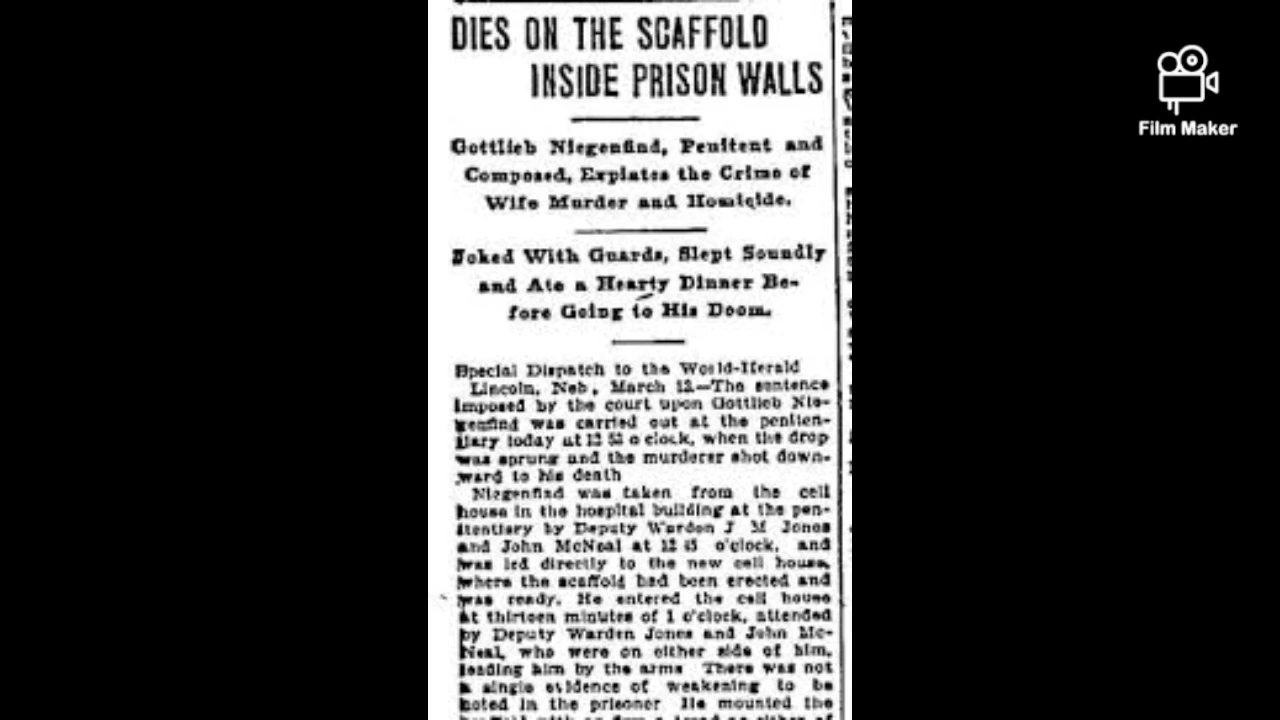 DIES ON THE SCAFFOLD
INSIDE PRISON WALLS
Gottlieb Niegenfind, Penitent and
Composed, Expiates the Crime of
Wife Murder and Homicide.
Joked With Guards, Slept Soundly
and Ate a Hearty Dinner Be-
fore Going to His Doom.
Special Dispatch to the World-Herald
Lincoln, Neb, March 13.—The sentence
imposed by the court upon Gottlieb Nie-
genfind was carried out at the peniten-
tiary today at o'clock, when the drop
was sprung and the murderer shot down-
ward to his death
Niegenfind was taken from the cell
house in the hospital building at the pen-
itentiary by Deputy Warden J M Jones
and John McNeal at 12 45 o'clock, and
was led directly to the new cell house,
where the scaffold had been erected and
was ready. He entered the cell house
at thirteen minutes of 1 o'clock, attended
by Deputy Warden Jones and John Mc-
Neal, who were on either side of him,
leading him by the arms There was not
a single evidence of weakening to be
noted in the prisoner He mounted the
Film Maker